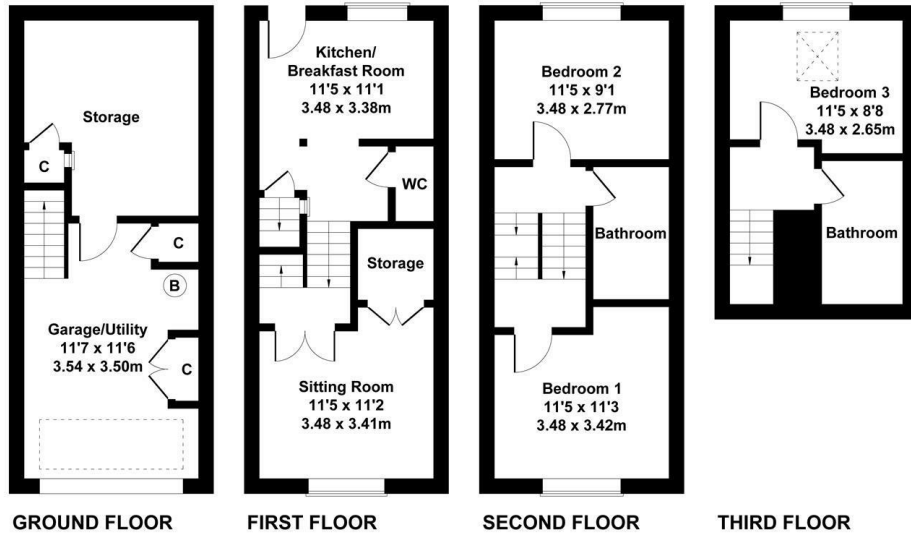 Storage
C
C
B
Garage/Utility
11'7 x 11'6
3.54 x 3.50m
C
GROUND FLOOR
Kitchen/
Breakfast Room
11'5 x 11'1
3.48 x 3.38m
WC
Storage
Sitting Room
11'5 x 11'2
3.48 x 3.41m
FIRST FLOOR
Bedroom 2
11'5 x 9'1
3.48 x 2.77m
Bathroom
Bedroom 1
11'5 x 11'3
3.48 x 3.42m
SECOND FLOOR
Bedroom 3
11'5 x 8'8
3.48 x 2.65m
Bathroom
THIRD FLOOR